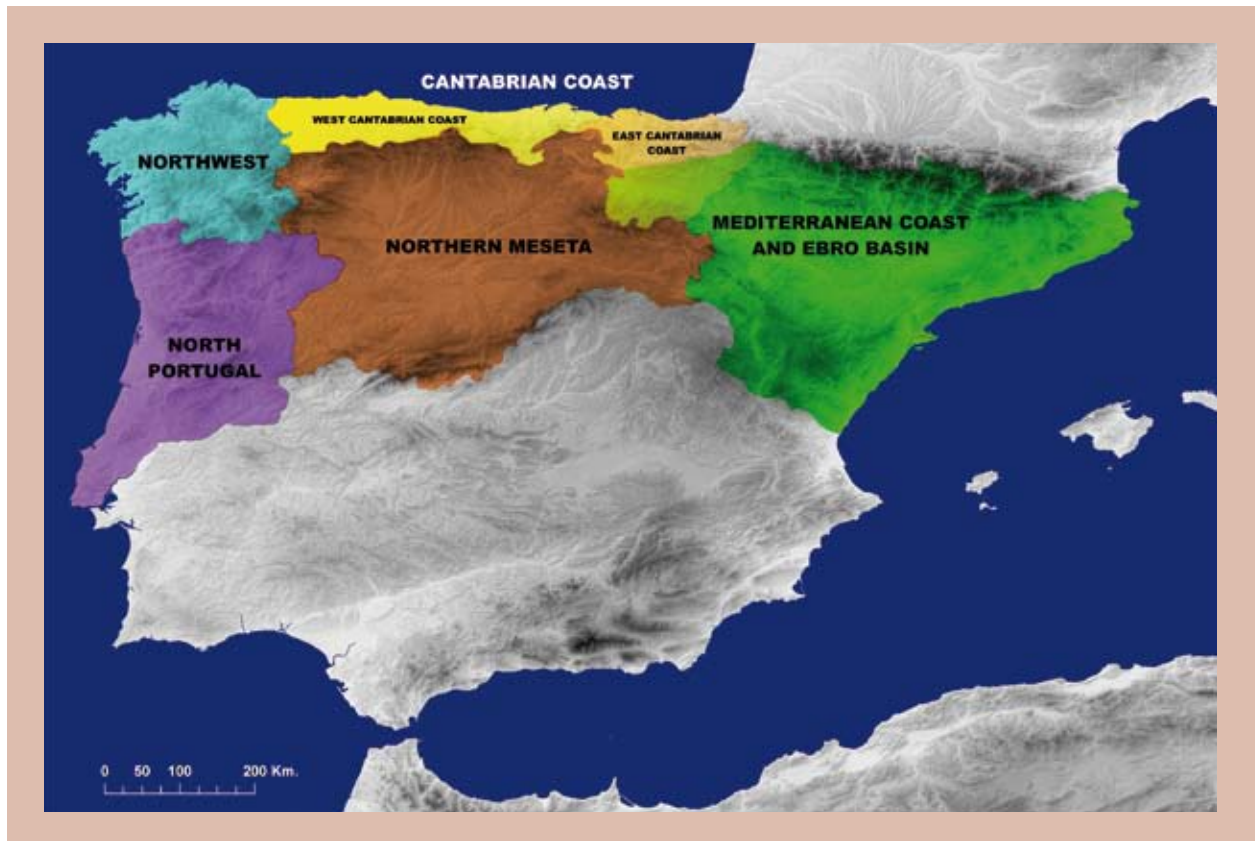 CANTABRIAN COAST
WEST CANTABRIAN COAST
EAST CANTABRIAN
COAST
NORTHWEST
MEDITERRANEAN COAST
AND EBRO BASIN
NORTHERN MESETA
NORTH
PORTUGAL
0 50 100 200 Km.